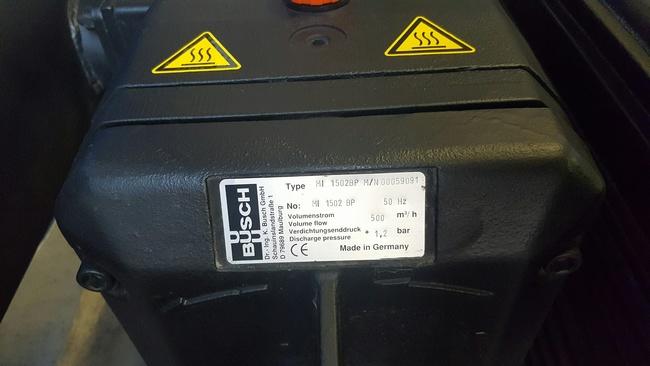 BUSCH
Dr.- Ing. K. Busch GmbH
Schauinslandstraße 1
D 79689 Maulburg
Type MI 1502BP M/N 00059091
No: MI 1502 BP 50 Hz
Volumenstrom
Volume flow 500 m³/h
Verdichtungsenddruck
Discharge pressure + 1,2 bar
CE Made in Germany